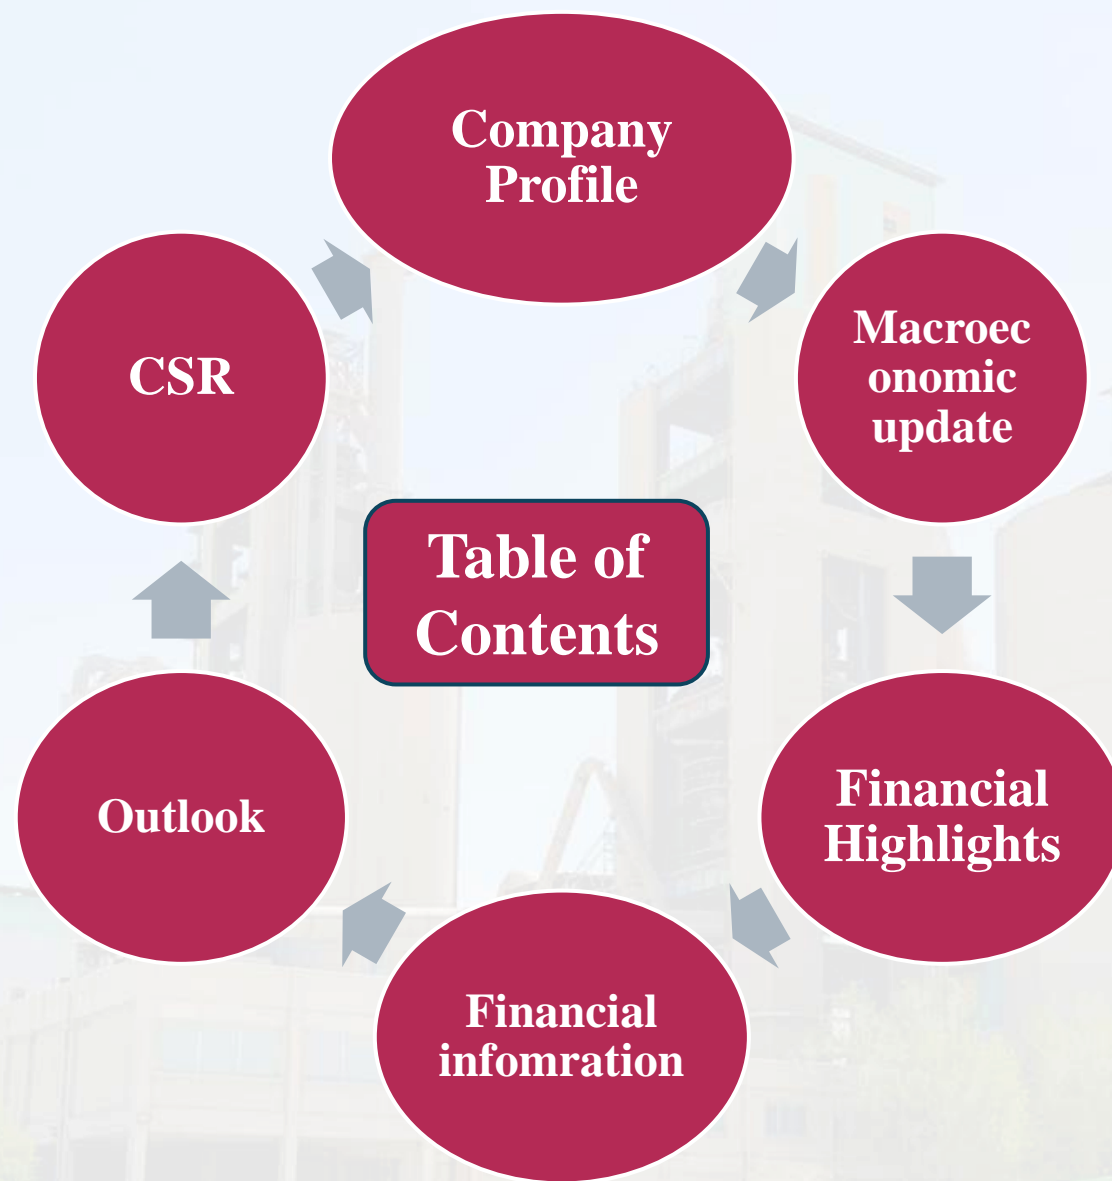 Company
Profile
Macroec
onomic
update
Financial
Highlights
Financial
infomration
Outlook
CSR
Table of
Contents